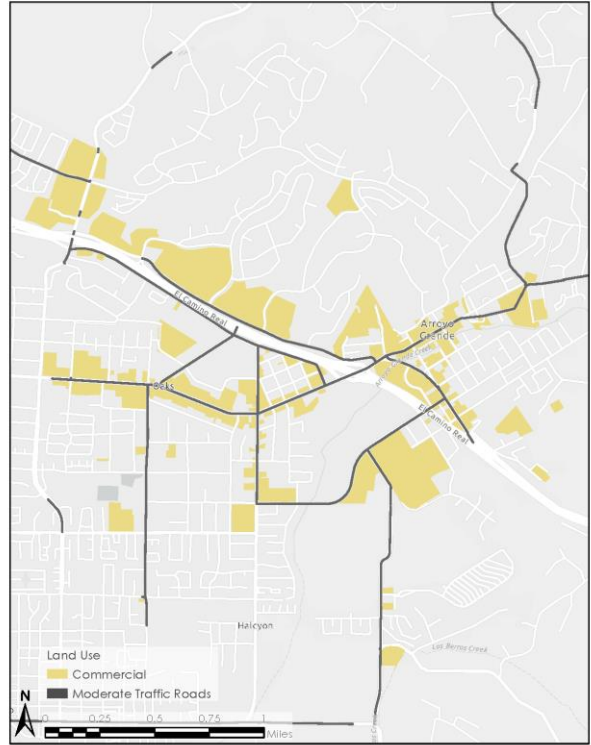 El Camino Real
Arroyo
Grande
Oaks
El Camino Real
Halcyon
Los Berros Creek
Land Use
Commercial
Moderate Traffic Roads
N
0 0.25 0.5 0.75 1
Miles